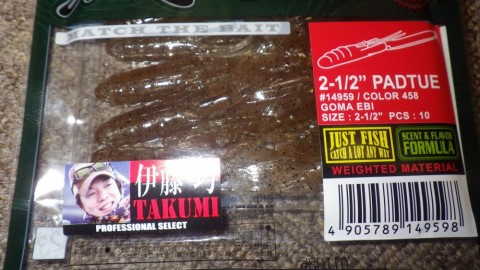 MATCH THE BAIT
2-1/2” PADTUE
#14959 / COLOR 458
GOMA EBI
SIZE : 2-1/2" PCS : 10
JUST FISH
CATCH A LOT ANY WAY
SCENT & FLAVOR
FORMULA
WEIGHTED MATERIAL
伊藤 巧
TAKUMI
PROFESSIONAL SELECT
4 905789 149598